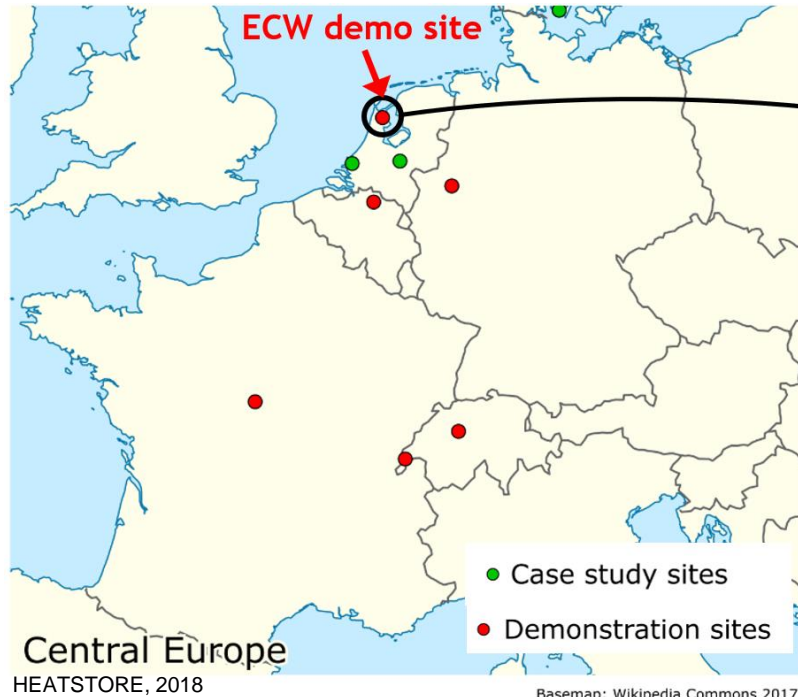 ECW demo site
Case study sites
Demonstration sites
Central Europe
HEATSTORE, 2018
Basemap: Wikipedia Commons 2017